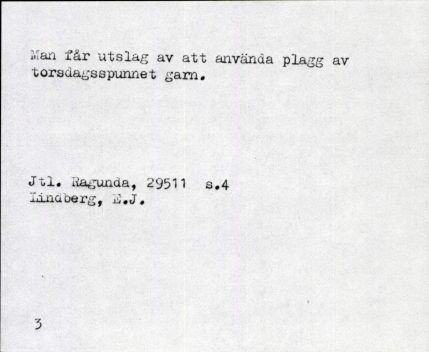 Man får utslag av att använda plagg av
torsdagsspunnet garn.
Jtl. Ragunda, 29511 s.4
Lindberg, E.J.
3